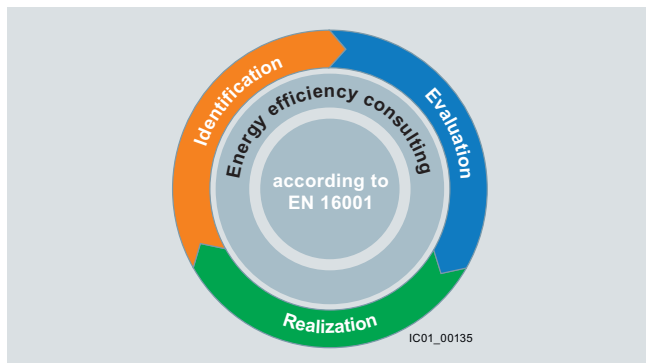 Identification
Evaluation
Energy efficiency consulting
according to
EN 16001
Realization
IC01_00135